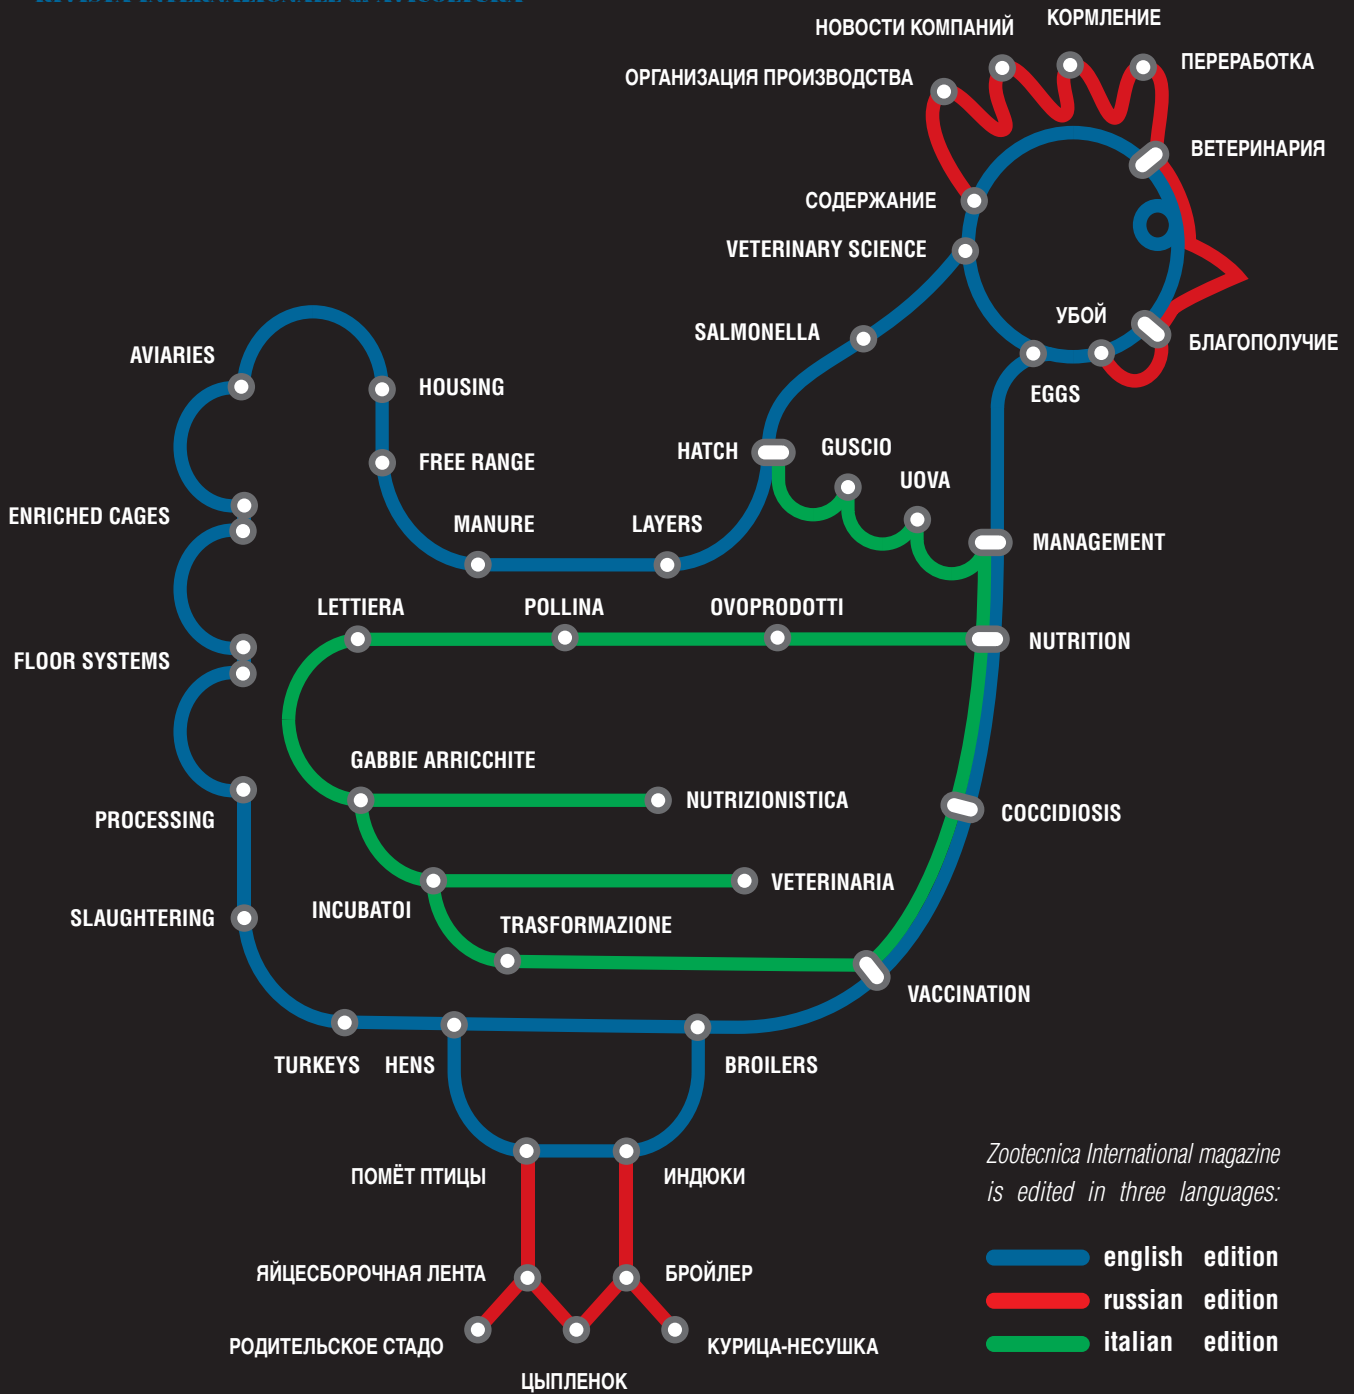 НОВОСТИ КОМПАНИЙ
КОРМЛЕНИЕ
ОРГАНИЗАЦИЯ ПРОИЗВОДСТВА
ПЕРЕРАБОТКА
ВЕТЕРИНАРИЯ
СОДЕРЖАНИЕ
VETERINARY SCIENCE
УБОЙ
SALMONELLA
БЛАГОПОЛУЧИЕ
AVIARIES
HOUSING
EGGS
HATCH
GUSCIO
FREE RANGE
UOVA
ENRICHED CAGES
MANURE
LAYERS
MANAGEMENT
LETTIERA
POLLINA
OVOPRODOTTI
NUTRITION
FLOOR SYSTEMS
GABBIE ARRICCHITE
NUTRIZIONISTICA
PROCESSING
COCCIDIOSIS
VETERINARIA
INCUBATOI
SLAUGHTERING
TRASFORMAZIONE
VACCINATION
TURKEYS
HENS
BROILERS
ПОМЁТ ПТИЦЫ
ИНДЮКИ
ЯЙЦЕСБОРОЧНАЯ ЛЕНТА
БРОЙЛЕР
РОДИТЕЛЬСКОЕ СТАДО
КУРИЦА-НЕСУШКА
ЦЫПЛЕНОК
Zootecnica International magazine
is edited in three languages:
english edition
russian edition
italian edition